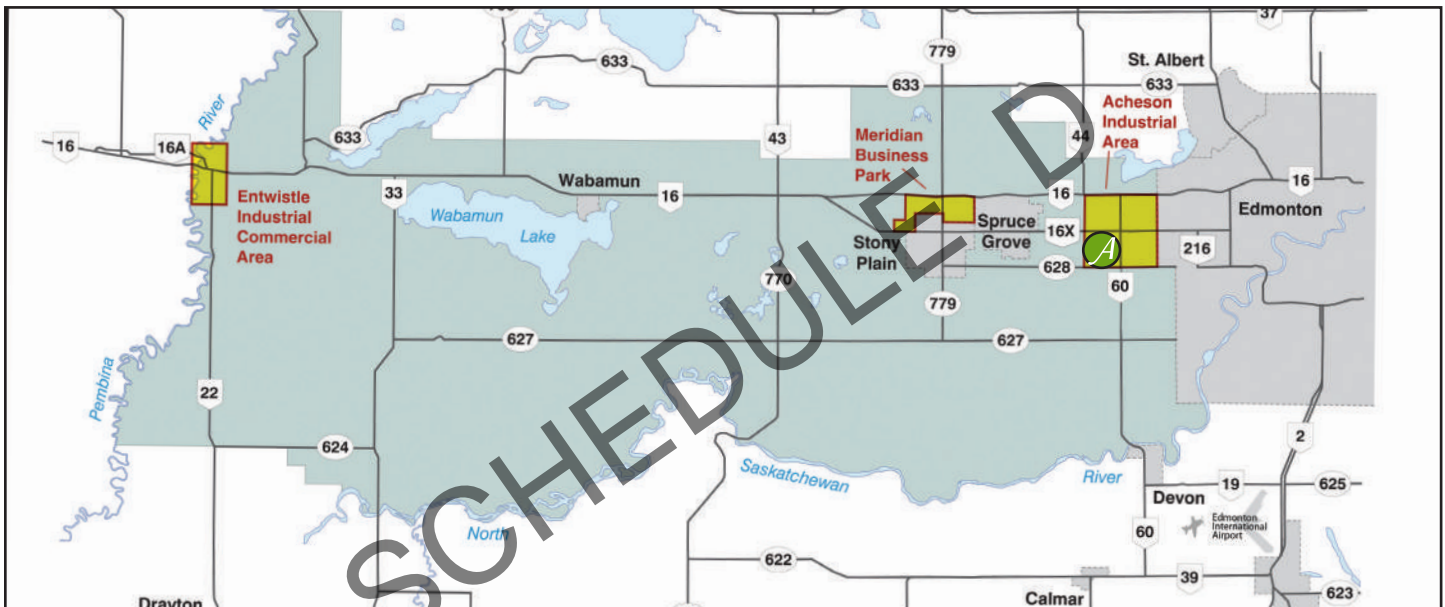 37
779
St. Albert
633
633
633
River
Acheson
Industrial
Area
16
16A
633
43
44
Meridian
Business
Park
33
Wabamun
16
16
16
Entwistle
Industrial
Commercial
Area
Wabamun
Lake
Stony
Plain
Spruce
Grove
16X
A
216
Edmonton
628
770
779
60
627
627
Pembina
22
624
2
Saskatchewan
River
North
19
625
Devon
60
Edmonton
International
Airport
622
39
623
Drayton
Calmar
SCHEDULE D